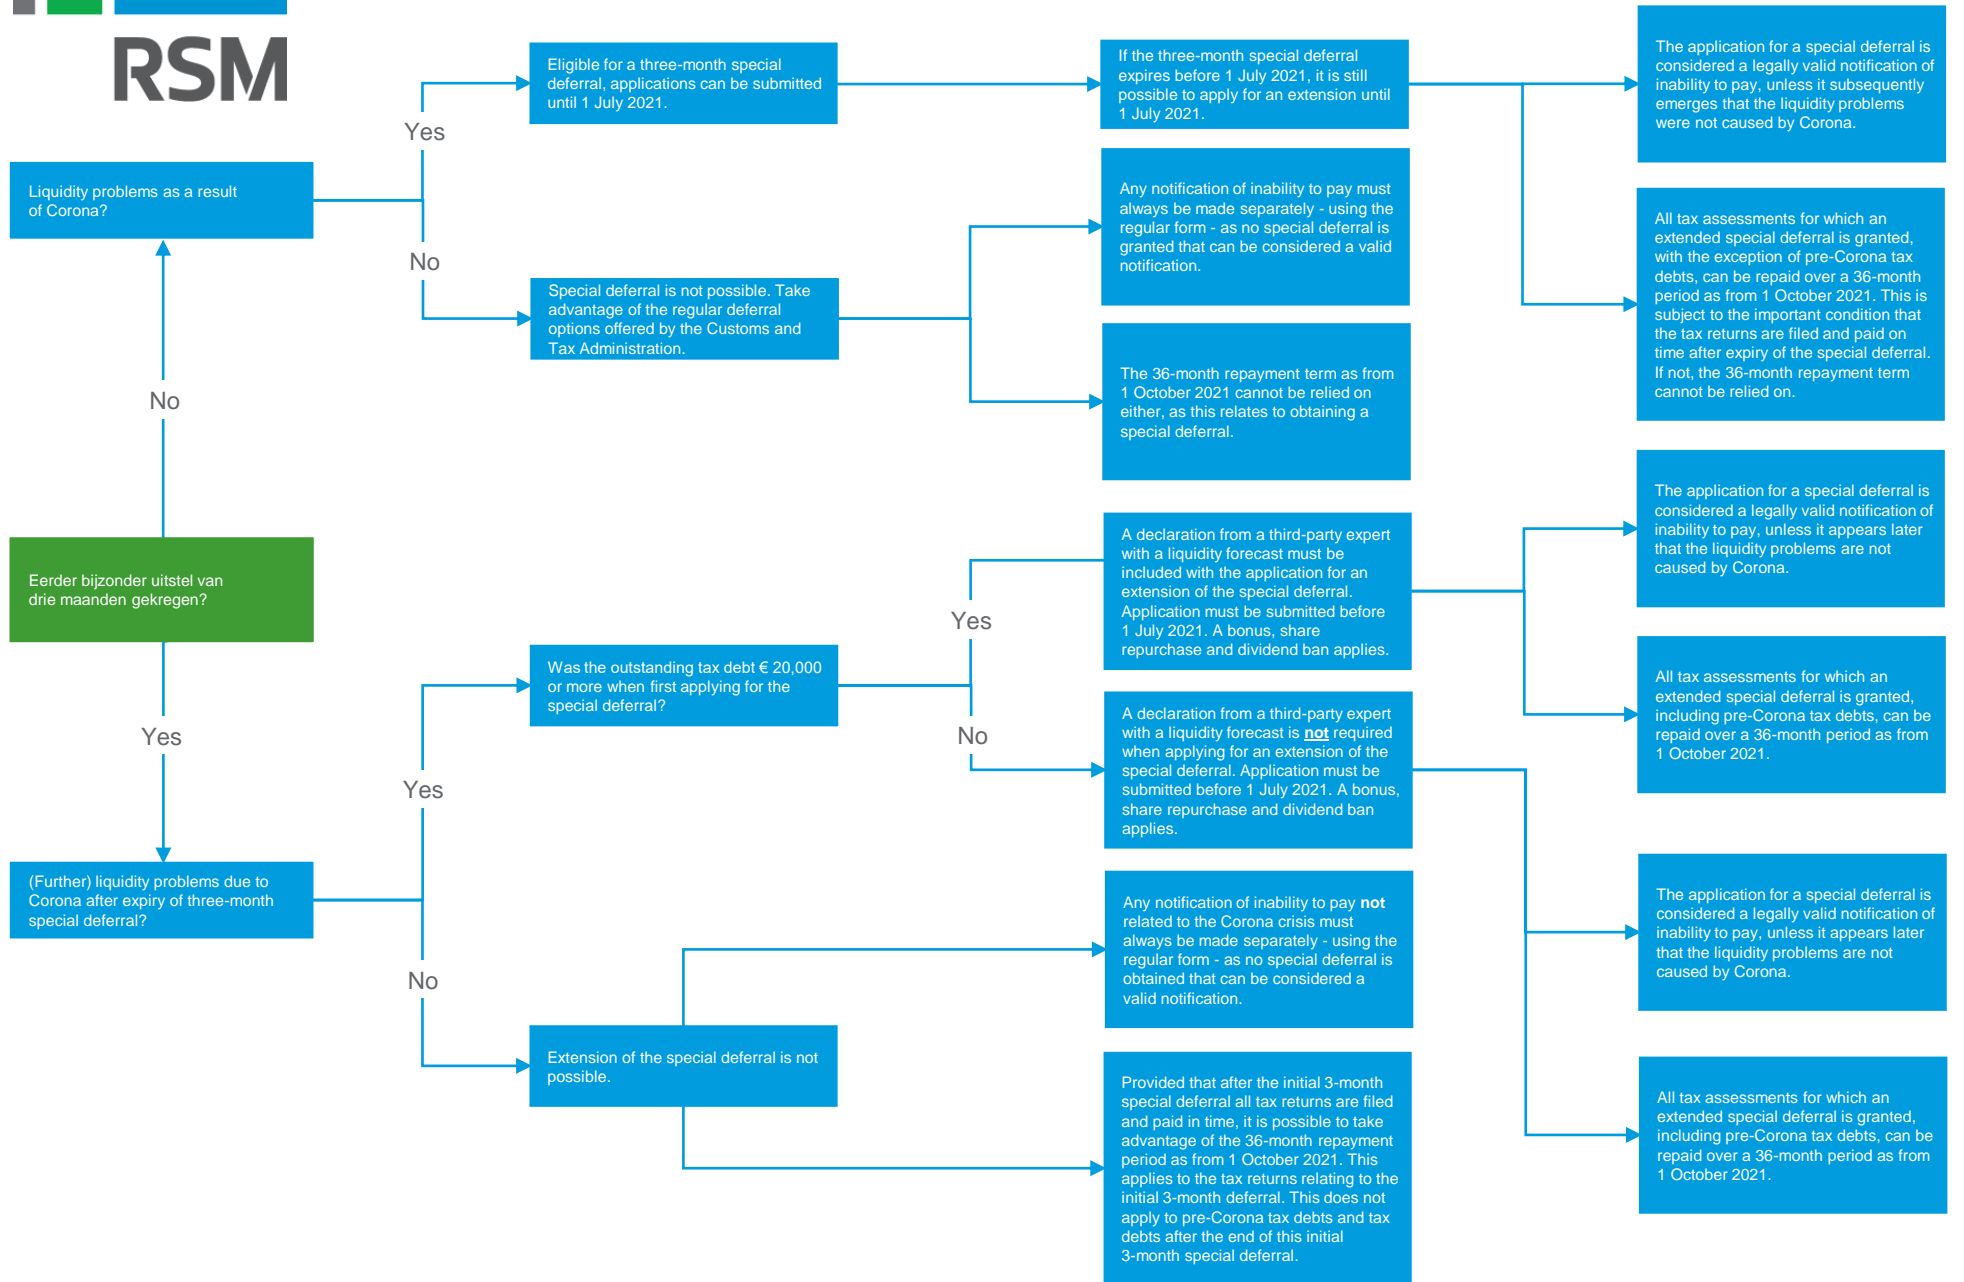 RSM
Eligible for a three-month special
deferral, applications can be submitted
until 1 July 2021.
If the three-month special deferral
expires before 1 July 2021, it is still
possible to apply for an extension until
1 July 2021.
The application for a special deferral is
considered a legally valid notification of
inability to pay, unless it subsequently
emerges that the liquidity problems
were not caused by Corona.
Yes
Liquidity problems as a result
of Corona?
Any notification of inability to pay must
always be made separately - using the
regular form - as no special deferral is
granted that can be considered a valid
notification.
All tax assessments for which an
extended special deferral is granted,
with the exception of pre-Corona tax
debts, can be repaid over a 36-month
period as from 1 October 2021. This is
subject to the important condition that
the tax returns are filed and paid on
time after expiry of the special deferral.
If not, the 36-month repayment term
cannot be relied on.
No
Special deferral is not possible. Take
advantage of the regular deferral
options offered by the Customs and
Tax Administration.
The 36-month repayment term as from
1 October 2021 cannot be relied on
either, as this relates to obtaining a
special deferral.
No
Eerder bijzonder uitstel van
drie maanden gekregen?
A declaration from a third-party expert
with a liquidity forecast must be
included with the application for an
extension of the special deferral.
Application must be submitted before
1 July 2021. A bonus, share
repurchase and dividend ban applies.
The application for a special deferral is
considered a legally valid notification of
inability to pay, unless it appears later
that the liquidity problems are not
caused by Corona.
Yes
Was the outstanding tax debt € 20,000
or more when first applying for the
special deferral?
All tax assessments for which an
extended special deferral is granted,
including pre-Corona tax debts, can be
repaid over a 36-month period as from
1 October 2021.
Yes
No
A declaration from a third-party expert
with a liquidity forecast is not required
when applying for an extension of the
special deferral. Application must be
submitted before 1 July 2021. A bonus,
share repurchase and dividend ban
applies.
Yes
(Further) liquidity problems due to
Corona after expiry of three-month
special deferral?
Any notification of inability to pay not
related to the Corona crisis must
always be made separately - using the
regular form - as no special deferral is
obtained that can be considered a
valid notification.
The application for a special deferral is
considered a legally valid notification of
inability to pay, unless it appears later
that the liquidity problems are not
caused by Corona.
No
Extension of the special deferral is not
possible.
Provided that after the initial 3-month
special deferral all tax returns are filed
and paid in time, it is possible to take
advantage of the 36-month repayment
period as from 1 October 2021. This
applies to the tax returns relating to the
initial 3-month deferral. This does not
apply to pre-Corona tax debts and tax
debts after the end of this initial
3-month special deferral.
All tax assessments for which an
extended special deferral is granted,
including pre-Corona tax debts, can be
repaid over a 36-month period as from
1 October 2021.